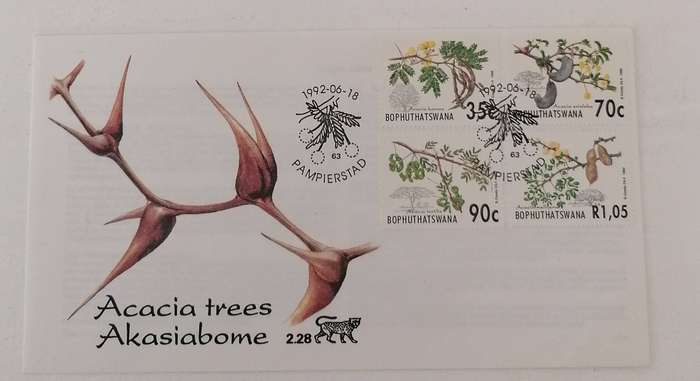 1992-06-18
63
PAMPIERSTAD
35c
BOPHUTHATSWANA
70c
BOPHUTHATSWANA
1992-06-18
63
PAMPIERSTAD
90c
BOPHUTHATSWANA
R1,05
BOPHUTHATSWANA
Acacia trees
Akasiabome
2.28